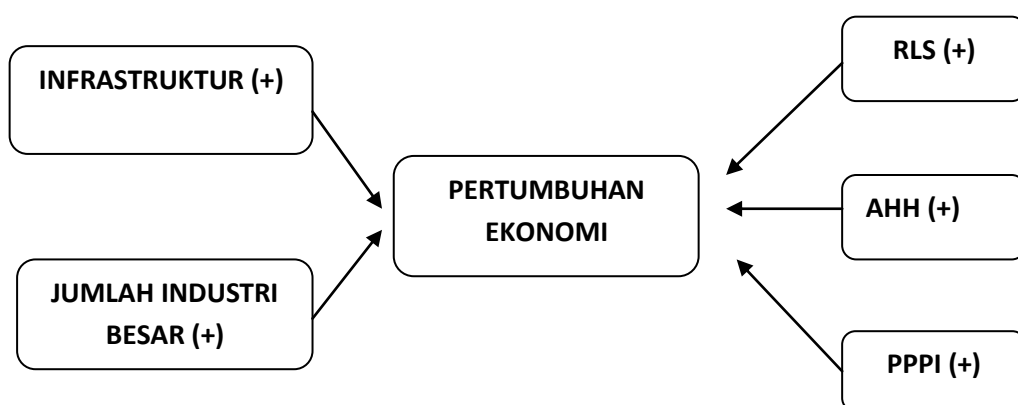 INFRASTRUKTUR (+)
JUMLAH INDUSTRI
BESAR (+)
PERTUMBUHAN
EKONOMI
RLS (+)
AHH (+)
PPPI (+)